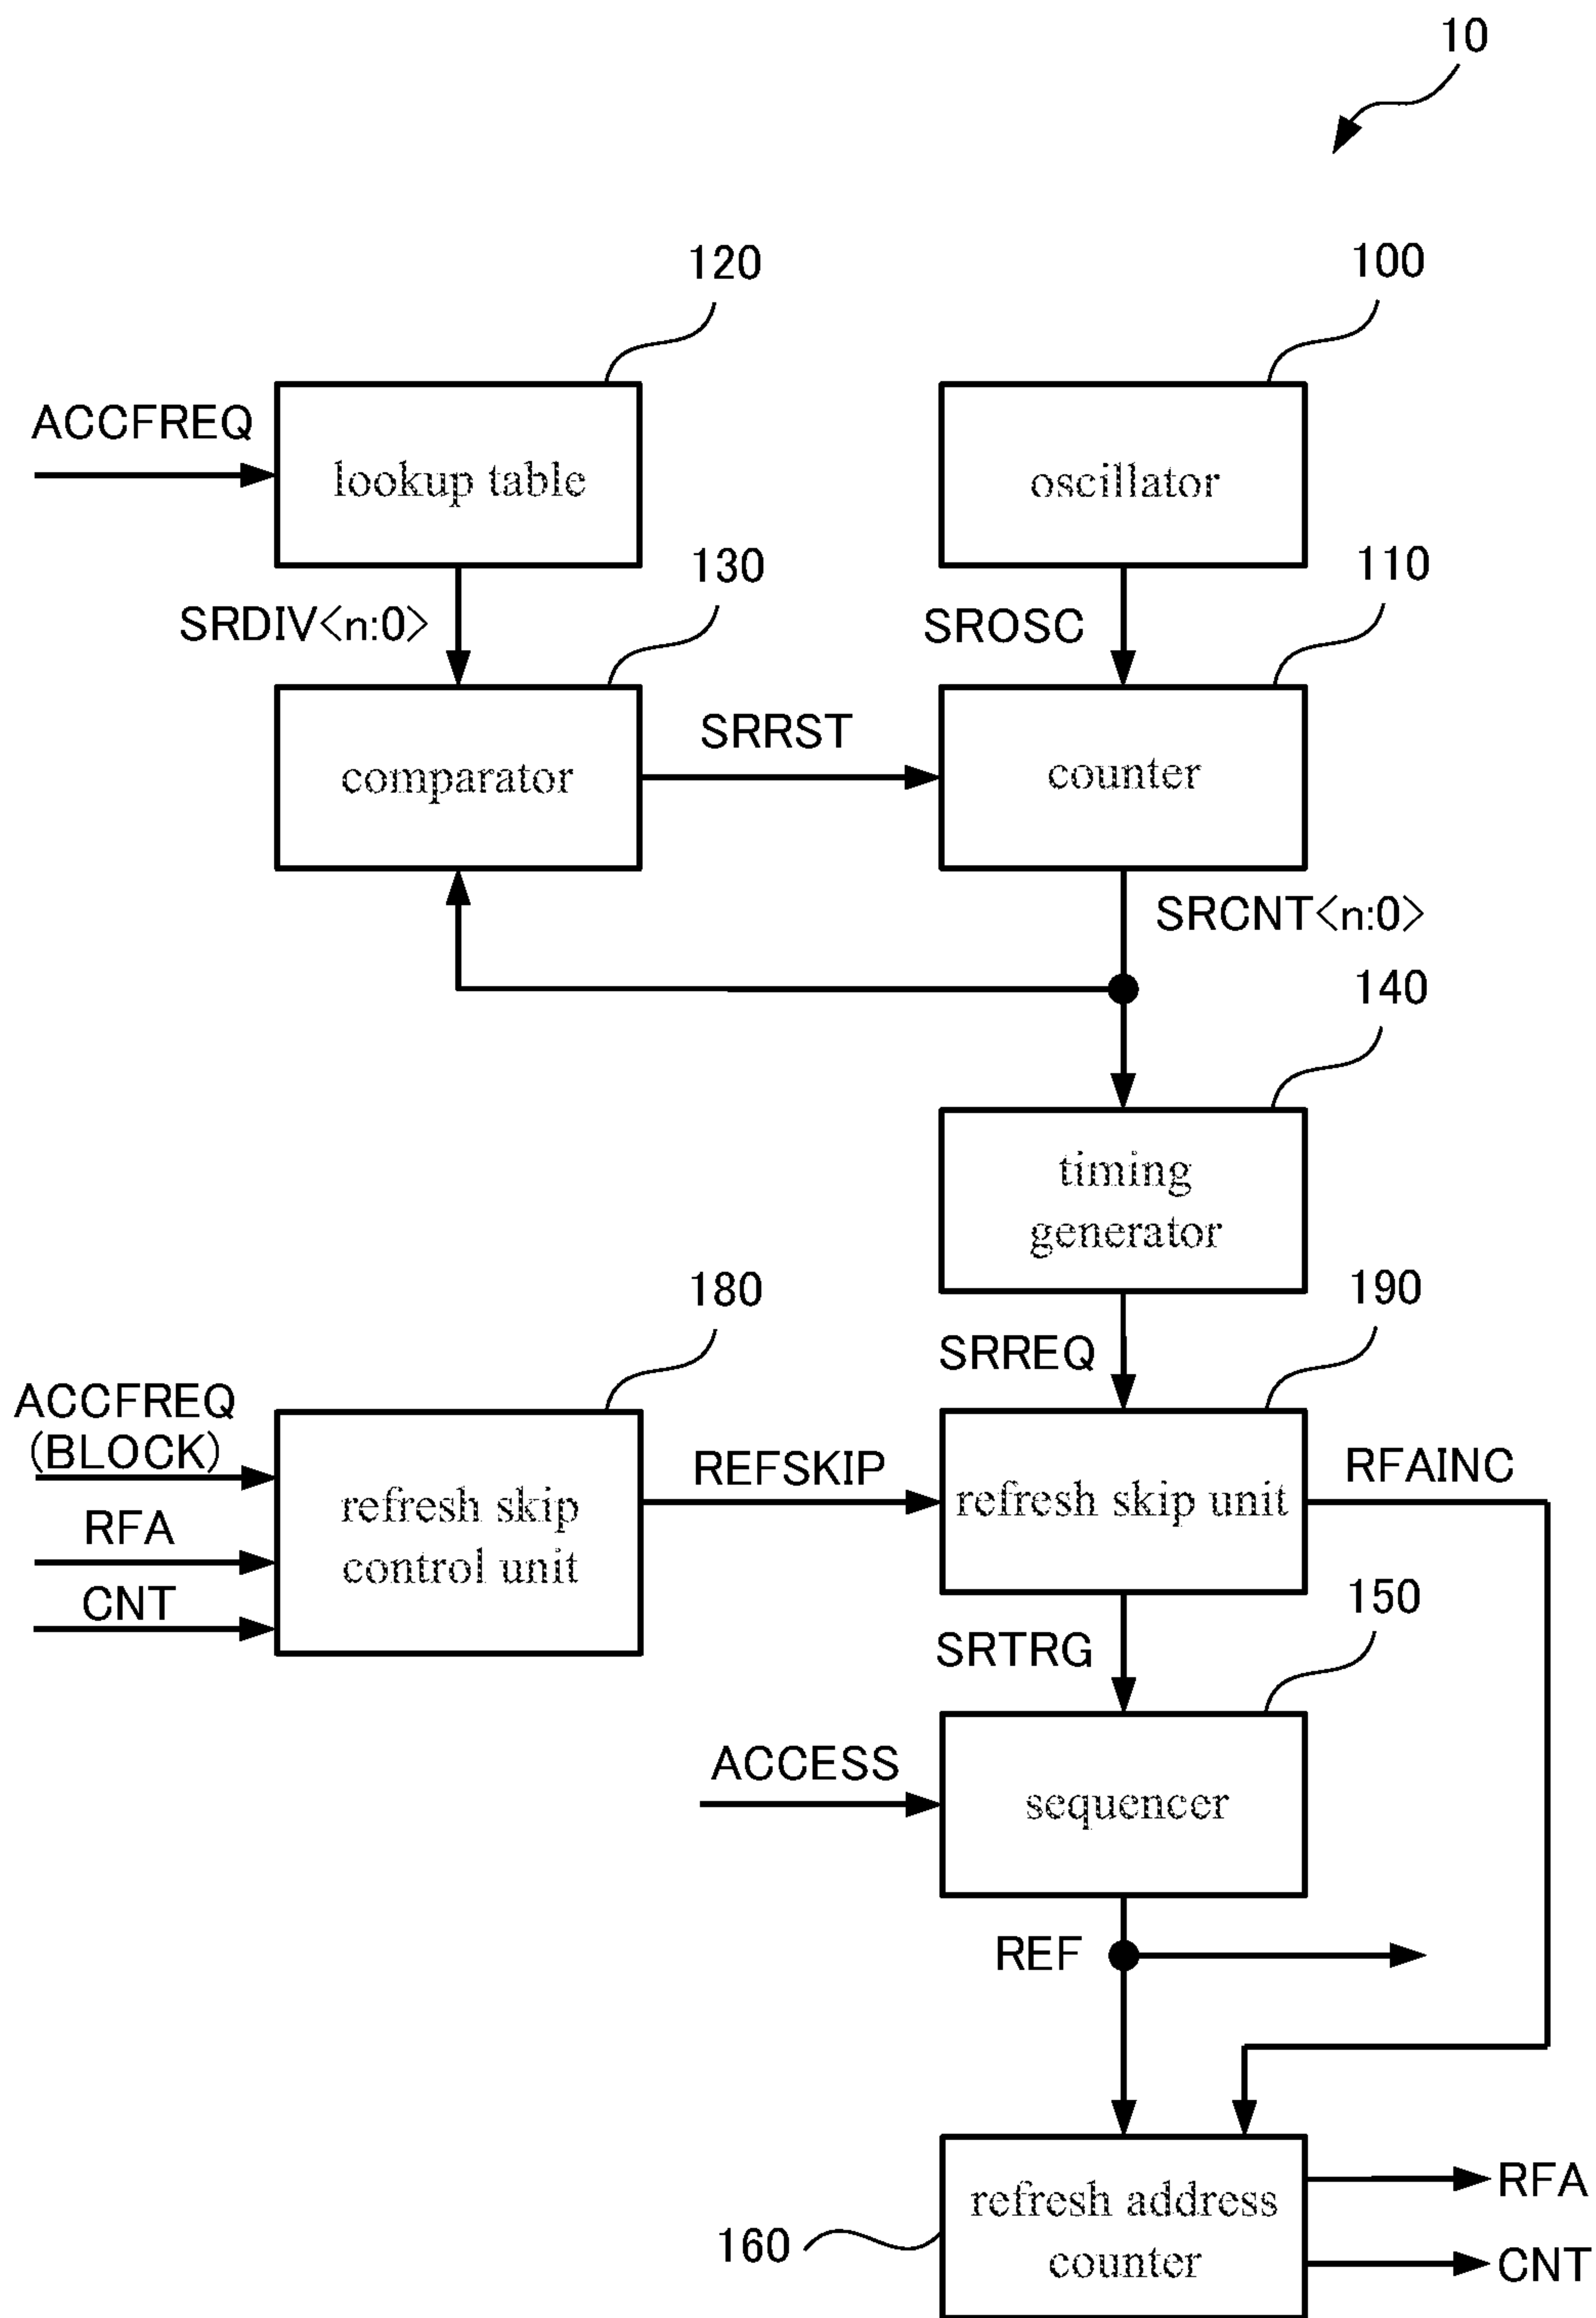 10
120
100
ACCFREQ
lookup table
oscillator
SRDIV<n:0>
130
SROSC
110
comparator
SRRST
counter
SRCNT<n:0>
140
timing
generator
180
190
SRREQ
ACCFREQ
(BLOCK)
RFA
CNT
refresh skip
control unit
REFSKIP
refresh skip unit
RFAINC
SRTRG
150
ACCESS
sequencer
REF
160
refresh address
counter
RFA
CNT